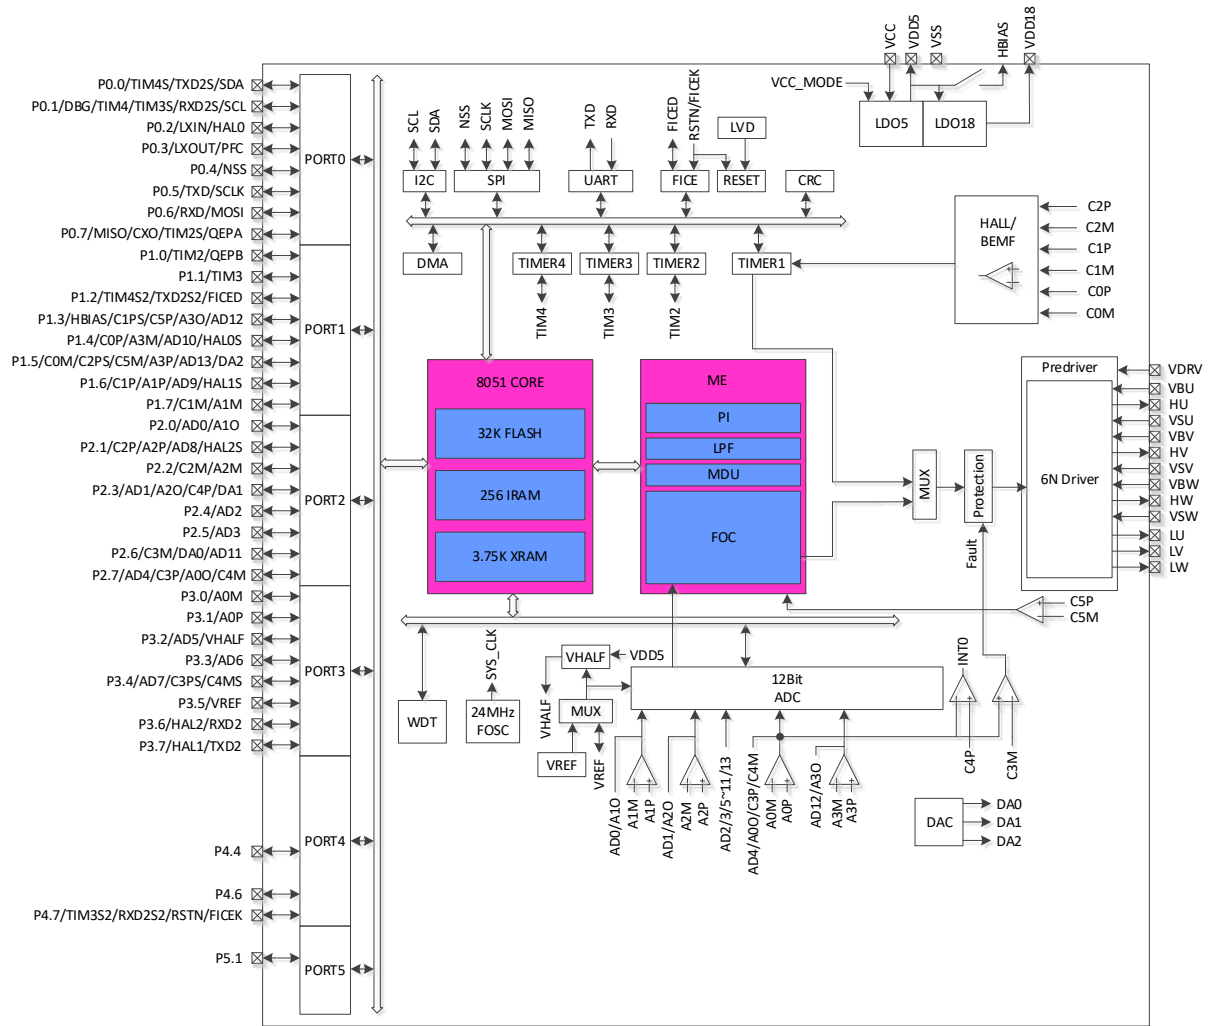 VCC
VDD5
VSS
HBIAS
VDD18
VCC_MODE
LDO5
LDO18
P0.0/TIM4S/TXD2S/SDA
P0.1/DBG/TIM4/TIM3S/RXD2S/SCL
P0.2/LXIN/HAL0
P0.3/LXOUT/PFC
P0.4/NSS
P0.5/TXD/SCLK
P0.6/RXD/MOSI
P0.7/MISO/CXO/TIM2S/QEPA
PORT0
P1.0/TIM2/QEPB
P1.1/TIM3
P1.2/TIM4S2/TXD2S2/FICED
P1.3/HBIAS/C1PS/C5P/A3O/AD12
P1.4/C0P/A3M/AD10/HAL0S
P1.5/C0M/C2PS/C5M/A3P/AD13/DA2
P1.6/C1P/A1P/AD9/HAL1S
P1.7/C1M/A1M
PORT1
P2.0/AD0/A1O
P2.1/C2P/A2P/AD8/HAL2S
P2.2/C2M/A2M
P2.3/AD1/A2O/C4P/DA1
P2.4/AD2
P2.5/AD3
P2.6/C3M/DA0/AD11
P2.7/AD4/C3P/A0O/C4M
PORT2
P3.0/A0M
P3.1/A0P
P3.2/AD5/VHALF
P3.3/AD6
P3.4/AD7/C3PS/C4MS
P3.5/VREF
P3.6/HAL2/RXD2
P3.7/HAL1/TXD2
PORT3
P4.4
P4.6
P4.7/TIM3S2/RXD2S2/RSTN/FICEK
PORT4
P5.1
PORT5
SCL
SDA
NSS
SCLK
MOSI
MISO
TXD
RXD
FICED
RSTN/FICEK
LVD
I2C
SPI
UART
FICE
RESET
CRC
DMA
TIMER4
TIMER3
TIMER2
TIMER1
TIM4
TIM3
TIM2
HALL/
BEMF
C2P
C2M
C1P
C1M
C0P
C0M
8051 CORE
32K FLASH
256 IRAM
3.75K XRAM
ME
PI
LPF
MDU
FOC
MUX
Protection
Fault
Predriver
6N Driver
VDRV
VBU
HU
VSU
VBV
HV
VSV
VBW
HW
VSW
LU
LV
LW
C5P
C5M
WDT
SYS_CLK
24MHz
FOSC
VHALF
VDD5
VHALF
MUX
VREF
VREF
12Bit
ADC
INT0
C4P
C3M
AD0/A1O
A1M
A1P
AD1/A2O
A2M
A2P
AD2/3/5~11/13
AD4/A0O/C3P/C4M
A0M
A0P
AD12/A3O
A3M
A3P
DAC
DA0
DA1
DA2